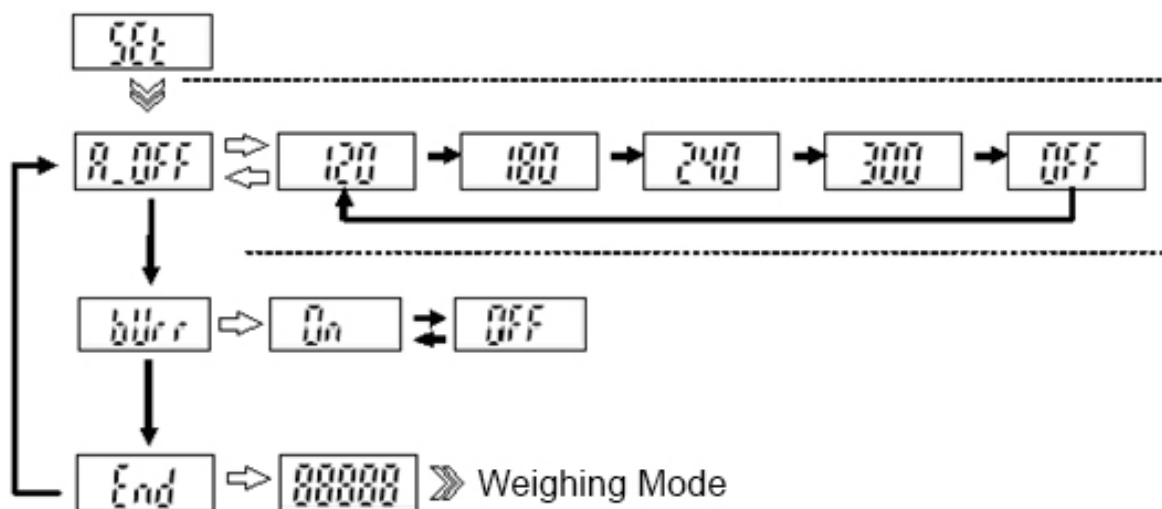 SEt
A_OFF 120 180 240 300 OFF
bUrr On OFF
End 88888 Weighing Mode